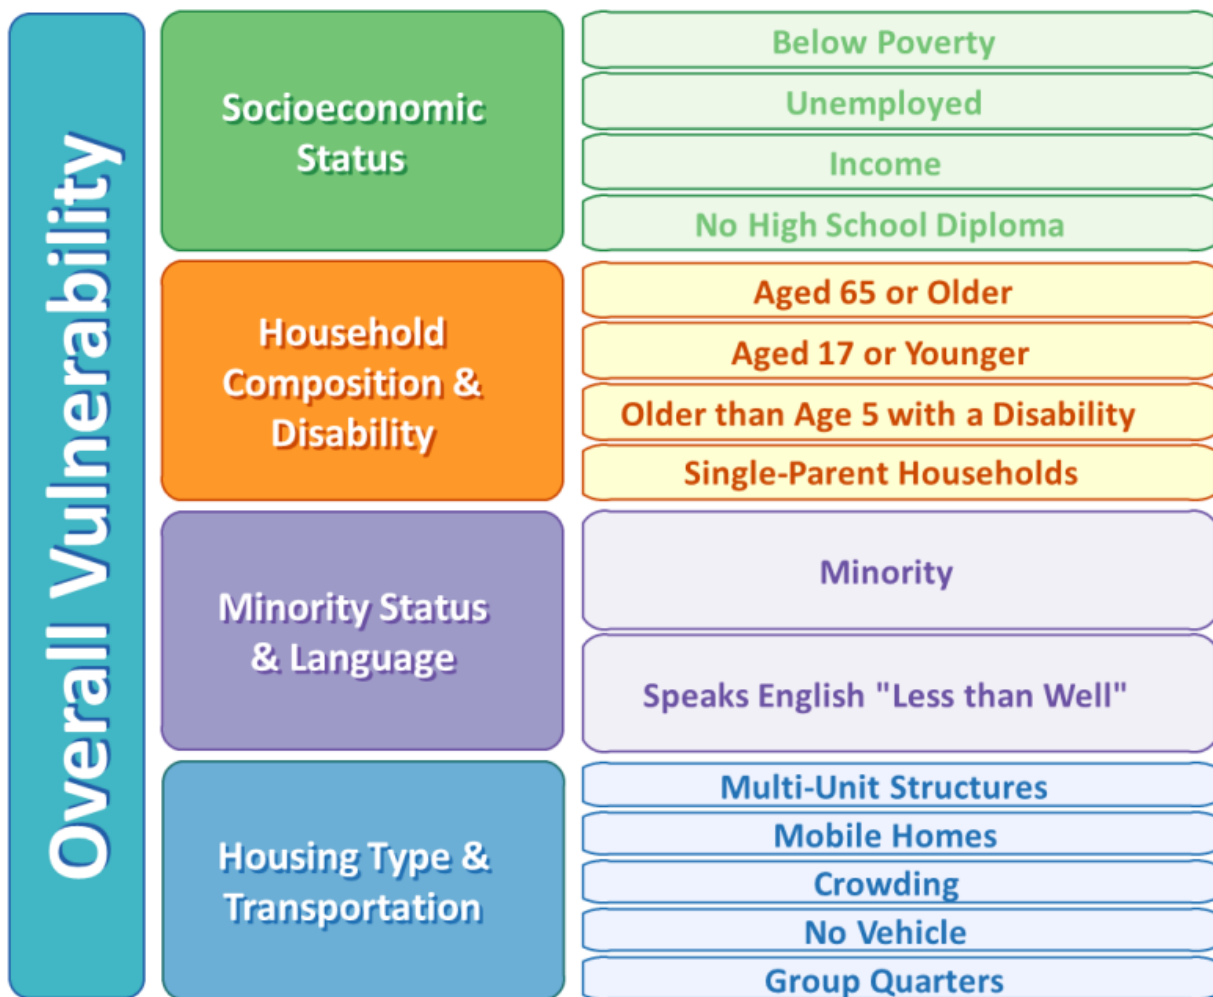 Overall Vulnerability
Socioeconomic
Status
Below Poverty
Unemployed
Income
No High School Diploma
Household
Composition &
Disability
Aged 65 or Older
Aged 17 or Younger
Older than Age 5 with a Disability
Single-Parent Households
Minority Status
& Language
Minority
Speaks English "Less than Well"
Housing Type &
Transportation
Multi-Unit Structures
Mobile Homes
Crowding
No Vehicle
Group Quarters